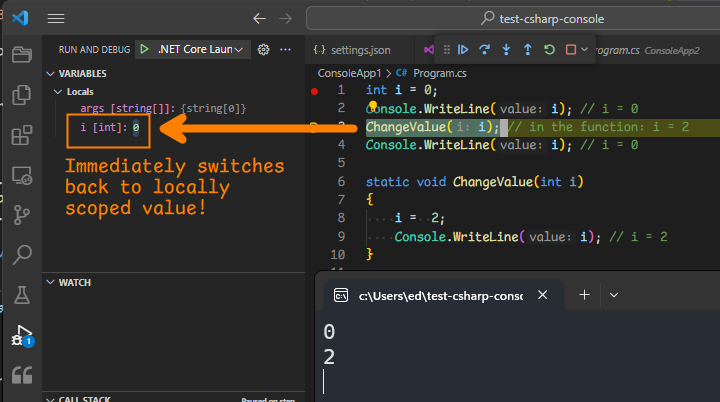 test-csharp-console
RUN AND DEBUG .NET Core Laun
settings.json
rogram.cs ConsoleApp2
VARIABLES
Locals
args [string[]]: {string[0]}
i [int]: 0
Immediately switches
back to locally
scoped value!
WATCH
CALL STACK Paused on step
1
ConsoleApp1 > C# Program.cs
1 int i = 0;
2 Console.WriteLine(value: i); // i = 0
3 ChangeValue(i: i); // in the function: i = 2
4 Console.WriteLine(value: i); // i = 0
5
6 static void ChangeValue(int i)
7 {
8 i = 2;
9 Console.WriteLine(value: i); // i = 2
10 }
c:\Users\ed\test-csharp-conso
0
2